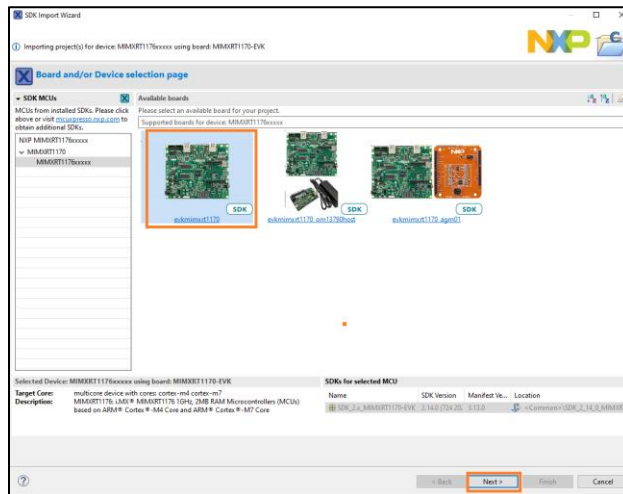 SDK Import Wizard
Importing project(s) for device: MIMXRT1176xxxxx using board: MIMXRT1170-EVK
NXP
Board and/or Device selection page
SDK MCUs
MCUs from installed SDKs. Please click
above or visit mcuxpresso.nxp.com to
obtain additional SDKs.
NXP MIMXRT1176xxxxx
MIMXRT1170
MIMXRT1176xxxxx
Available boards
Please select an available board for your project.
Supported boards for device: MIMXRT1176xxxxx
SDK
SDK
SDK
evkmimxrt1170
evkmimxrt1170_om13790host
evkmimxrt1170_agm01
Selected Device: MIMXRT1176xxxxx using board: MIMXRT1170-EVK
Target Core: multicore device with cores: cortex-m4 cortex-m7
Description: MIMXRT1176: i.MX® MIMXRT1176 1GHz, 2MB RAM Microcontrollers (MCUs)
based on ARM® Cortex®-M4 Core and ARM® Cortex®-M7 Core
SDKs for selected MCU
Name SDK Version Manifest Ve... Location
SDK_2.x_MIMXRT1170-EVK 2.14.0 3.13.0 <Common>\SDK_2_14_0_MIMXR
< Back Next > Finish Cancel